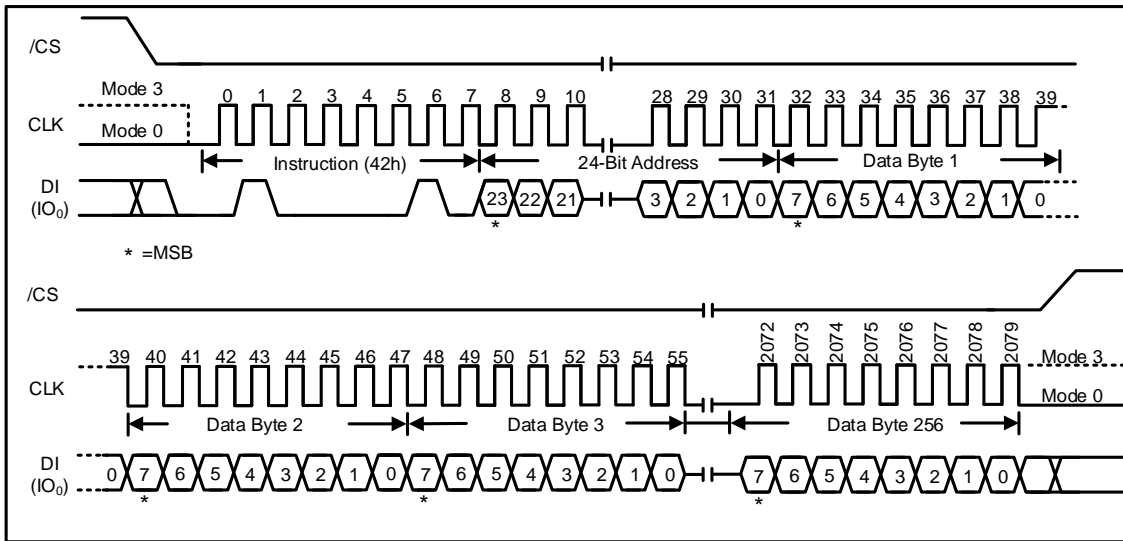 /CS
Mode 3
0 1 2 3 4 5 6 7 8 9 10 28 29 30 31 32 33 34 35 36 37 38 39
CLK
Mode 0
Instruction (42h) 24-Bit Address Data Byte 1
DI
(IO₀)
23 22 21 3 2 1 0 7 6 5 4 3 2 1 0
* *
* =MSB
/CS
39 40 41 42 43 44 45 46 47 48 49 50 51 52 53 54 55 2072 2073 2074 2075 2076 2077 2078 2079
Mode 3
CLK
Mode 0
Data Byte 2 Data Byte 3 Data Byte 256
DI
(IO₀)
0 7 6 5 4 3 2 1 0 7 6 5 4 3 2 1 0 7 6 5 4 3 2 1 0
* * *